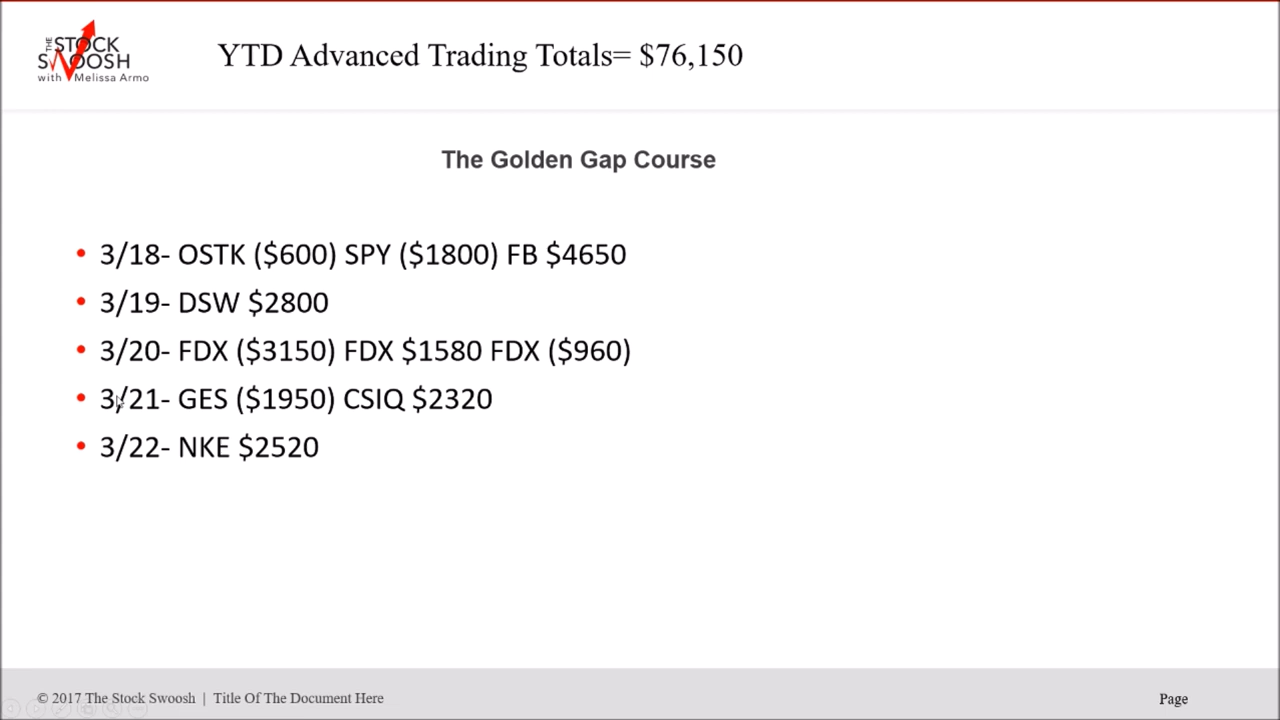 THE STOCK
SWOOSH
with Melissa Armo
YTD Advanced Trading Totals= $76,150
The Golden Gap Course
• 3/18- OSTK ($600) SPY ($1800) FB $4650
• 3/19- DSW $2800
• 3/20- FDX ($3150) FDX $1580 FDX ($960)
• 3/21- GES ($1950) CSIQ $2320
• 3/22- NKE $2520
© 2017 The Stock Swoosh | Title Of The Document Here
Page